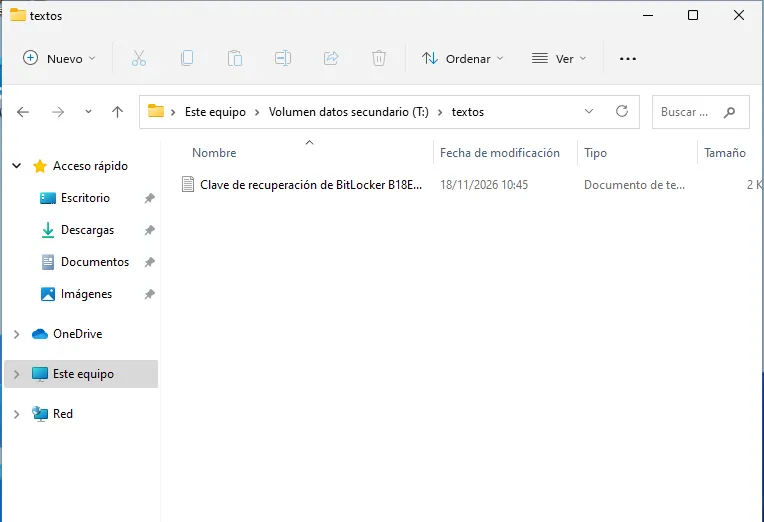 textos
Nuevo
Ordenar
Ver
Este equipo > Volumen datos secundario (T:) > textos
Buscar ...
Nombre
Fecha de modificación
Tipo
Tamaño
Clave de recuperación de BitLocker B18E...
18/11/2026 10:45
Documento de te...
2 K
Acceso rápido
Escritorio
Descargas
Documentos
Imágenes
OneDrive
Este equipo
Red